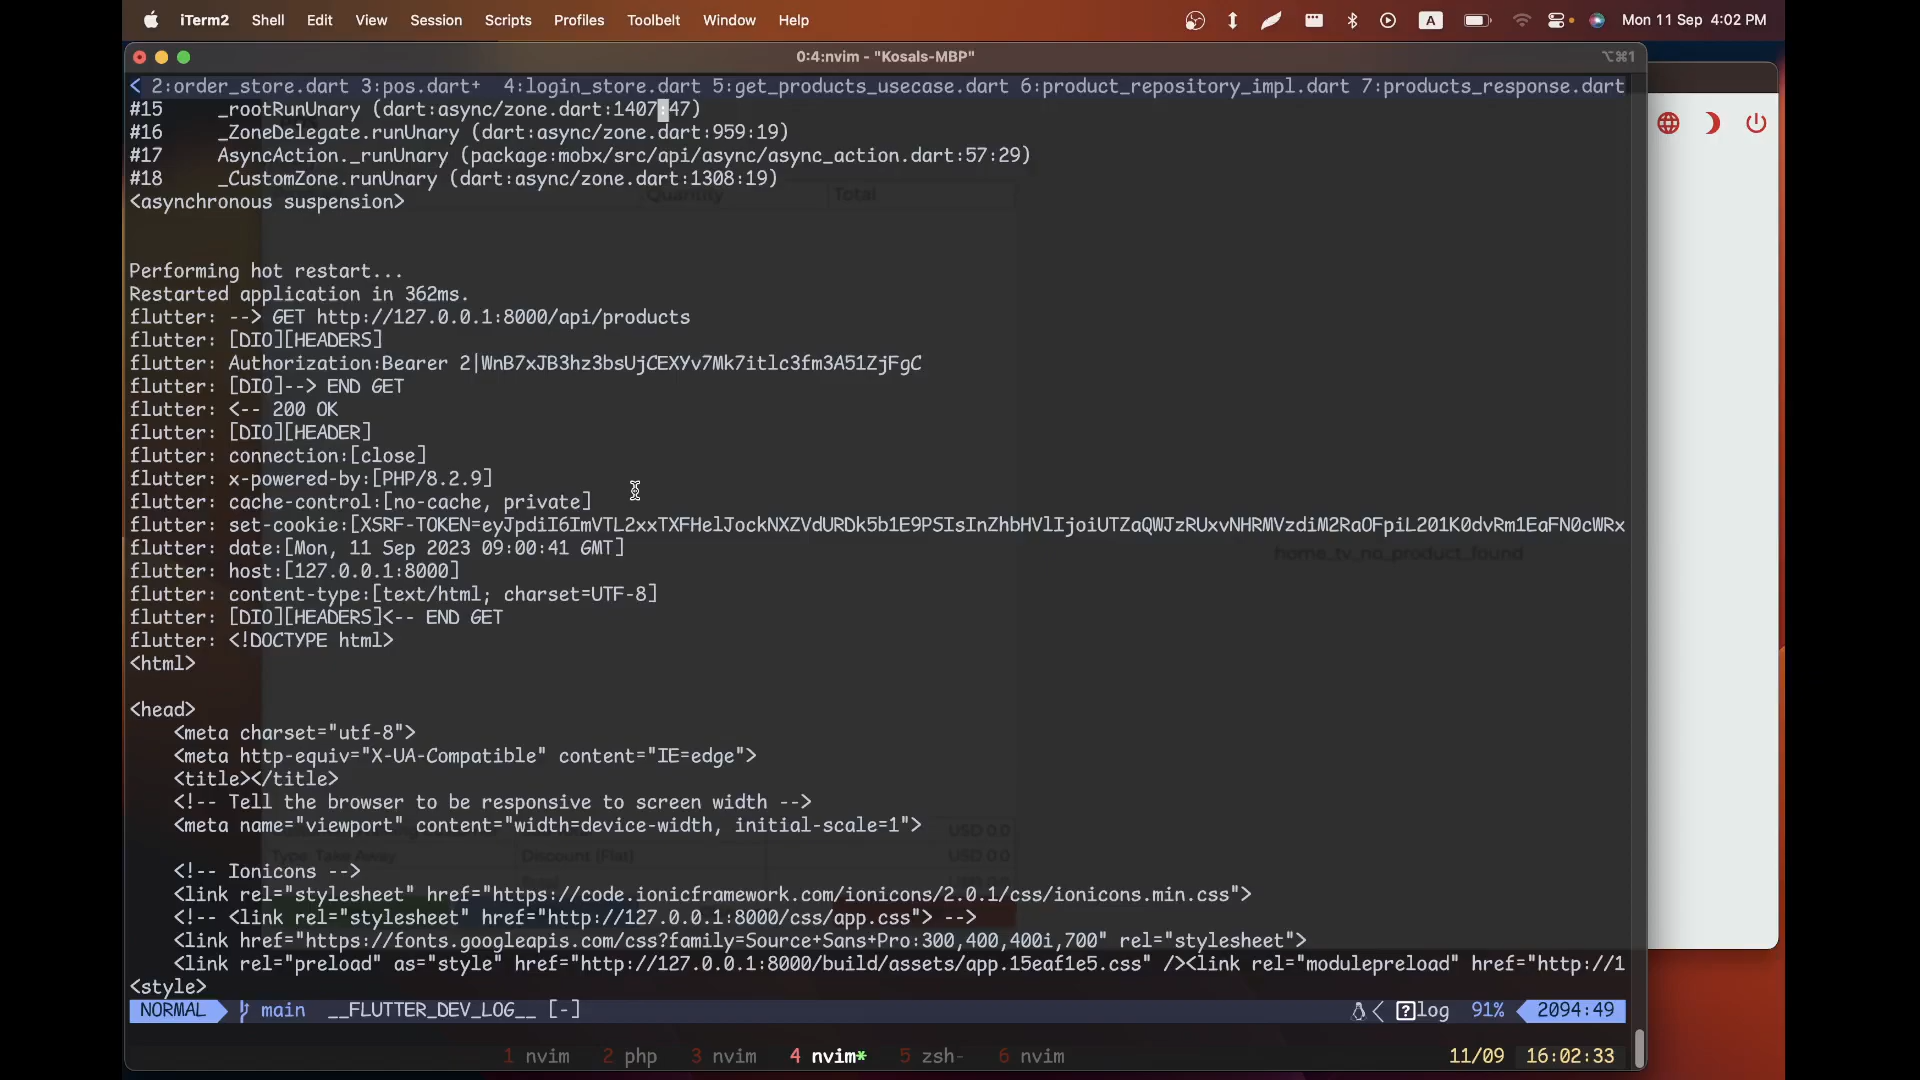 iTerm2 Shell Edit View Session Scripts Profiles Toolbelt Window Help A Mon 11 Sep 4:02 PM
0:4:nvim - "Kosals-MBP" ⌥⌘1
< 2:order_store.dart 3:pos.dart+ 4:login_store.dart 5:get_products_usecase.dart 6:product_repository_impl.dart 7:products_response.dart
#15 _rootRunUnary (dart:async/zone.dart:1407:47)
#16 _ZoneDelegate.runUnary (dart:async/zone.dart:959:19)
#17 AsyncAction._runUnary (package:mobx/src/api/async/async_action.dart:57:29)
#18 _CustomZone.runUnary (dart:async/zone.dart:1308:19)
Quantity Total
<asynchronous suspension>
Performing hot restart...
Restarted application in 362ms.
flutter: --> GET http://127.0.0.1:8000/api/products
flutter: [DIO][HEADERS]
flutter: Authorization:Bearer 2|WnB7xJB3hz3bsUjCEXYv7Mk7itlc3fm3A51ZjFgC
flutter: [DIO]--> END GET
flutter: <-- 200 OK
flutter: [DIO][HEADER]
flutter: connection:[close]
flutter: x-powered-by:[PHP/8.2.9]
flutter: cache-control:[no-cache, private]
flutter: set-cookie:[XSRF-TOKEN=eyJpdiI6ImVTL2xxTXFHelJockNXZVdURDk5b1E9PSIsInZhbHVlIjoiUTZaQWJzRUxvNHRMVzdiM2RaOFpiL201K0dvRm1EaFN0cWRx
flutter: date:[Mon, 11 Sep 2023 09:00:41 GMT]
home_tv_no_product_found
flutter: host:[127.0.0.1:8000]
flutter: content-type:[text/html; charset=UTF-8]
flutter: [DIO][HEADERS]<-- END GET
flutter: <!DOCTYPE html>
<html>
<head>
<meta charset="utf-8">
<meta http-equiv="X-UA-Compatible" content="IE=edge">
<title></title>
<!-- Tell the browser to be responsive to screen width -->
<meta name="viewport" content="width=device-width, initial-scale=1">
USD 0.0
Type: Take Away Discount (Flat) USD 0.0
<!-- Ionicons -->
<link rel="stylesheet" href="https://code.ionicframework.com/ionicons/2.0.1/css/ionicons.min.css">
<!-- <link rel="stylesheet" href="http://127.0.0.1:8000/css/app.css"> -->
<link href="https://fonts.googleapis.com/css?family=Source+Sans+Pro:300,400,400i,700" rel="stylesheet">
<link rel="preload" as="style" href="http://127.0.0.1:8000/build/assets/app.15eaf1e5.css" /><link rel="modulepreload" href="http://1
<style>
NORMAL main __FLUTTER_DEV_LOG__ [-] < ?log 91% 2094:49
1 nvim 2 php 3 nvim 4 nvim* 5 zsh- 6 nvim 11/09 16:02:33